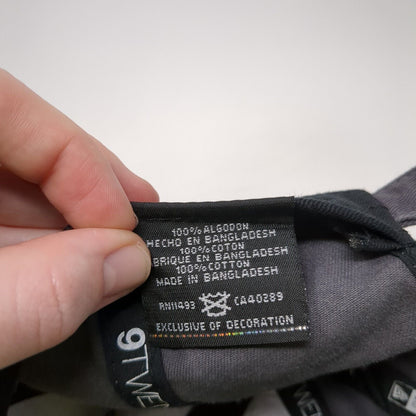 100% ALGODON
HECHO EN BANGLADESH
100% COTON
BRIQUE EN BANGLADESH
100% COTTON
MADE IN BANGLADESH
RN11493 CA40289
EXCLUSIVE OF DECORATION
9TWE